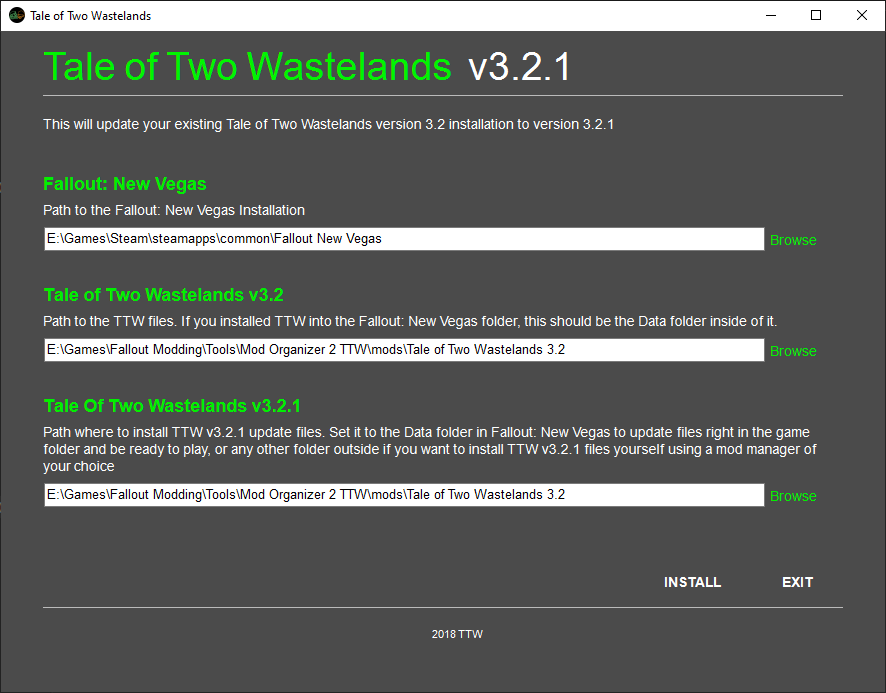 Tale of Two Wastelands
Tale of Two Wastelands v3.2.1
This will update your existing Tale of Two Wastelands version 3.2 installation to version 3.2.1
Fallout: New Vegas
Path to the Fallout: New Vegas Installation
E:\Games\Steam\steamapps\common\Fallout New Vegas Browse
Tale of Two Wastelands v3.2
Path to the TTW files. If you installed TTW into the Fallout: New Vegas folder, this should be the Data folder inside of it.
E:\Games\Fallout Modding\Tools\Mod Organizer 2 TTW\mods\Tale of Two Wastelands 3.2 Browse
Tale Of Two Wastelands v3.2.1
Path where to install TTW v3.2.1 update files. Set it to the Data folder in Fallout: New Vegas to update files right in the game
folder and be ready to play, or any other folder outside if you want to install TTW v3.2.1 files yourself using a mod manager of
your choice
E:\Games\Fallout Modding\Tools\Mod Organizer 2 TTW\mods\Tale of Two Wastelands 3.2 Browse
INSTALL EXIT
2018 TTW